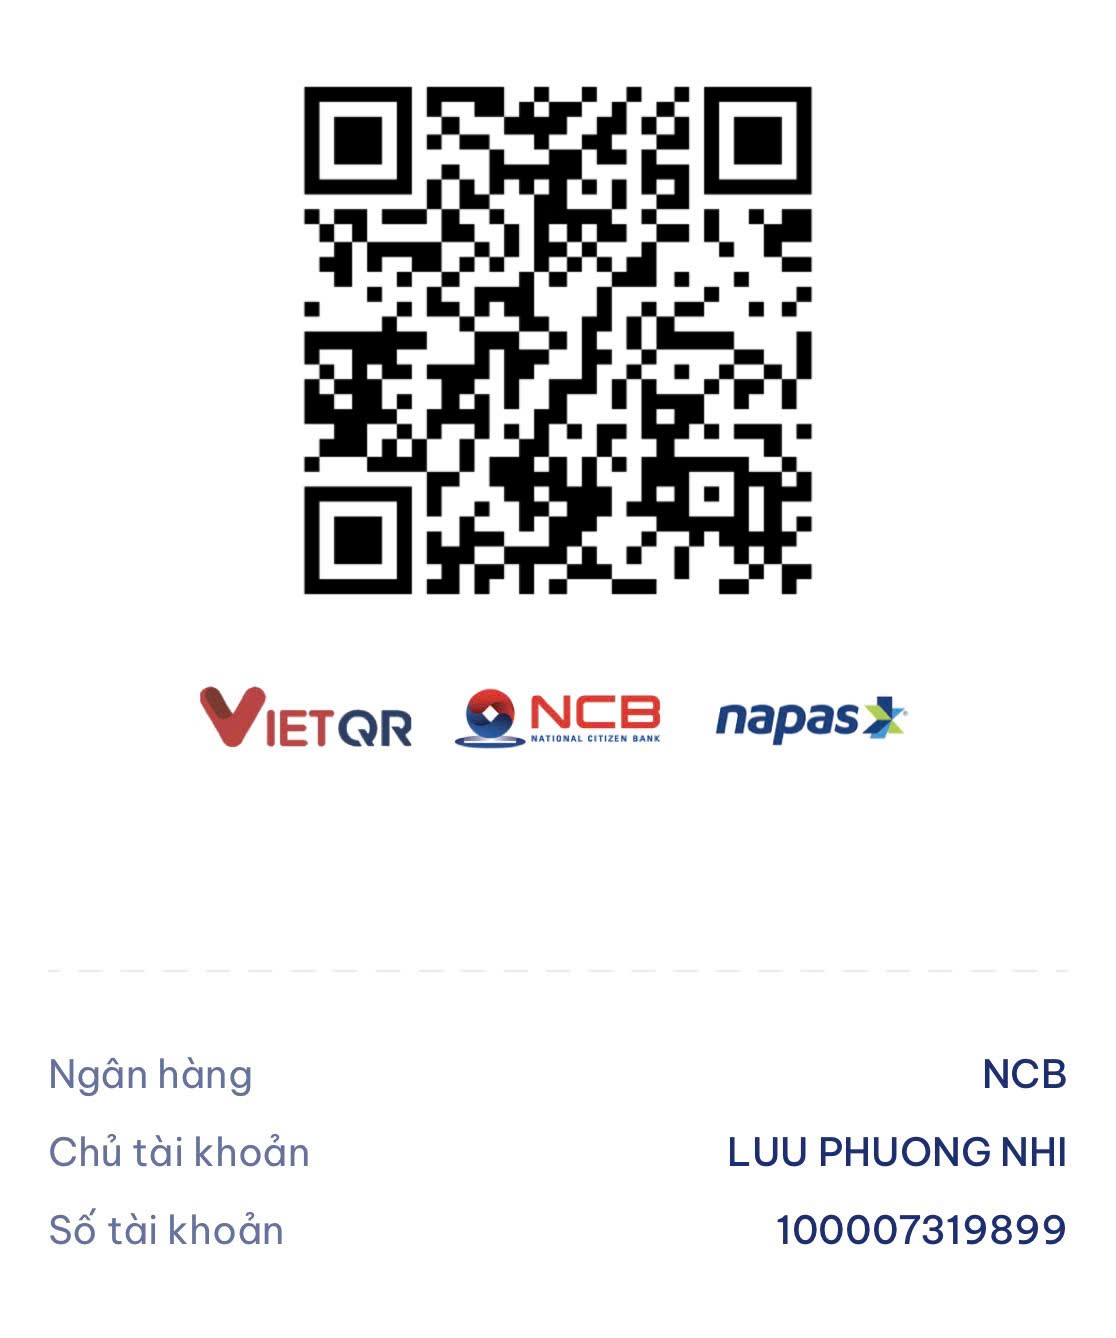 VIETQR NCB napas
NATIONAL CITIZEN BANK
Ngân hàng NCB
Chủ tài khoản LUU PHUONG NHI
Số tài khoản 100007319899